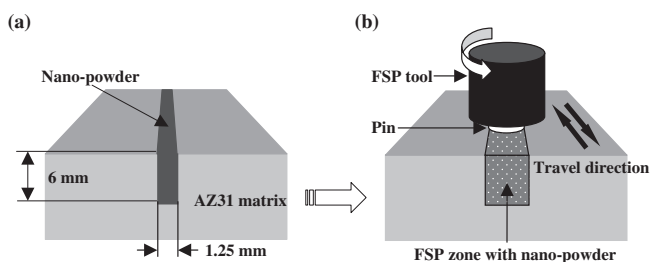 (a)
Nano-powder
6 mm
AZ31 matrix
1.25 mm
(b)
FSP tool
Pin
Travel direction
FSP zone with nano-powder